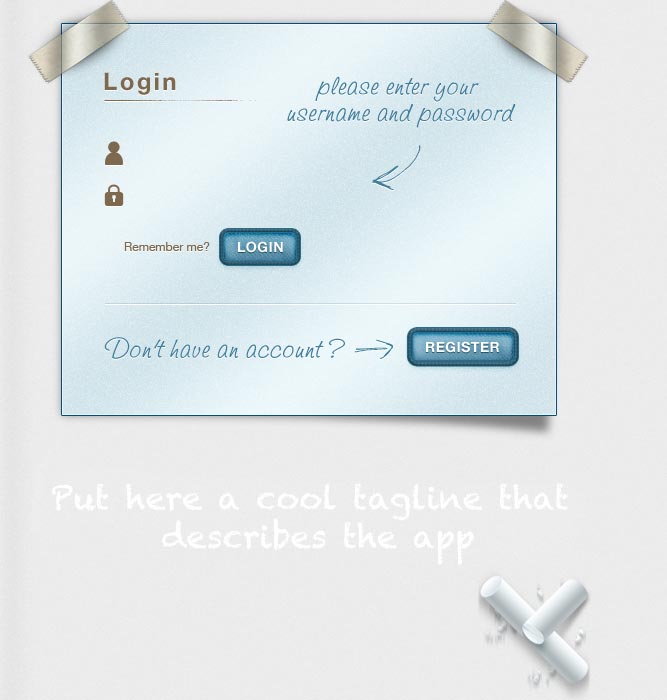 Login
please enter your
username and password
Remember me?
LOGIN
Don't have an account?
REGISTER
Put here a cool tagline that
describes the app